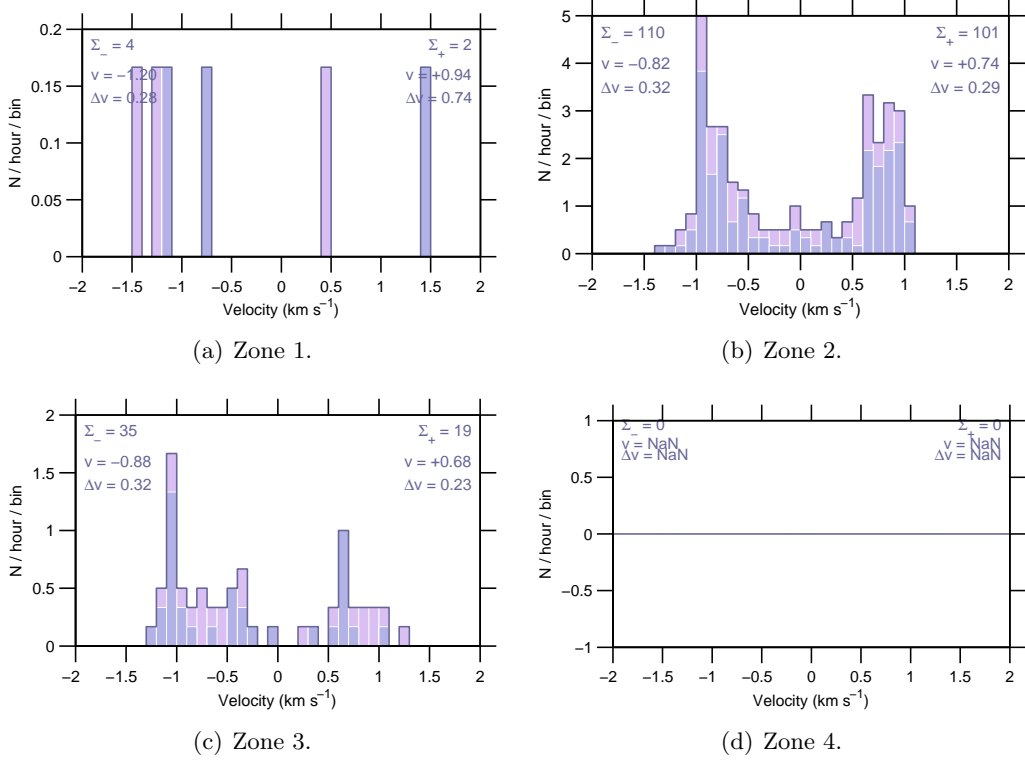 0.2
0.15
0.1
0.05
0
N / hour / bin
Σ− = 4
v = −1.20
Δv = 0.28
Σ+ = 2
v = +0.94
Δv = 0.74
−2 −1.5 −1 −0.5 0 0.5 1 1.5 2
Velocity (km s−1)
(a) Zone 1.
5
4
3
2
1
0
N / hour / bin
Σ− = 110
v = −0.82
Δv = 0.32
Σ+ = 101
v = +0.74
Δv = 0.29
−2 −1.5 −1 −0.5 0 0.5 1 1.5 2
Velocity (km s−1)
(b) Zone 2.
2
1.5
1
0.5
0
N / hour / bin
Σ− = 35
v = −0.88
Δv = 0.32
Σ+ = 19
v = +0.68
Δv = 0.23
−2 −1.5 −1 −0.5 0 0.5 1 1.5 2
Velocity (km s−1)
(c) Zone 3.
1
0.5
0
−0.5
−1
N / hour / bin
Σ− = 0
v = NaN
Δv = NaN
Σ+ = 0
v = NaN
Δv = NaN
−2 −1.5 −1 −0.5 0 0.5 1 1.5 2
Velocity (km s−1)
(d) Zone 4.